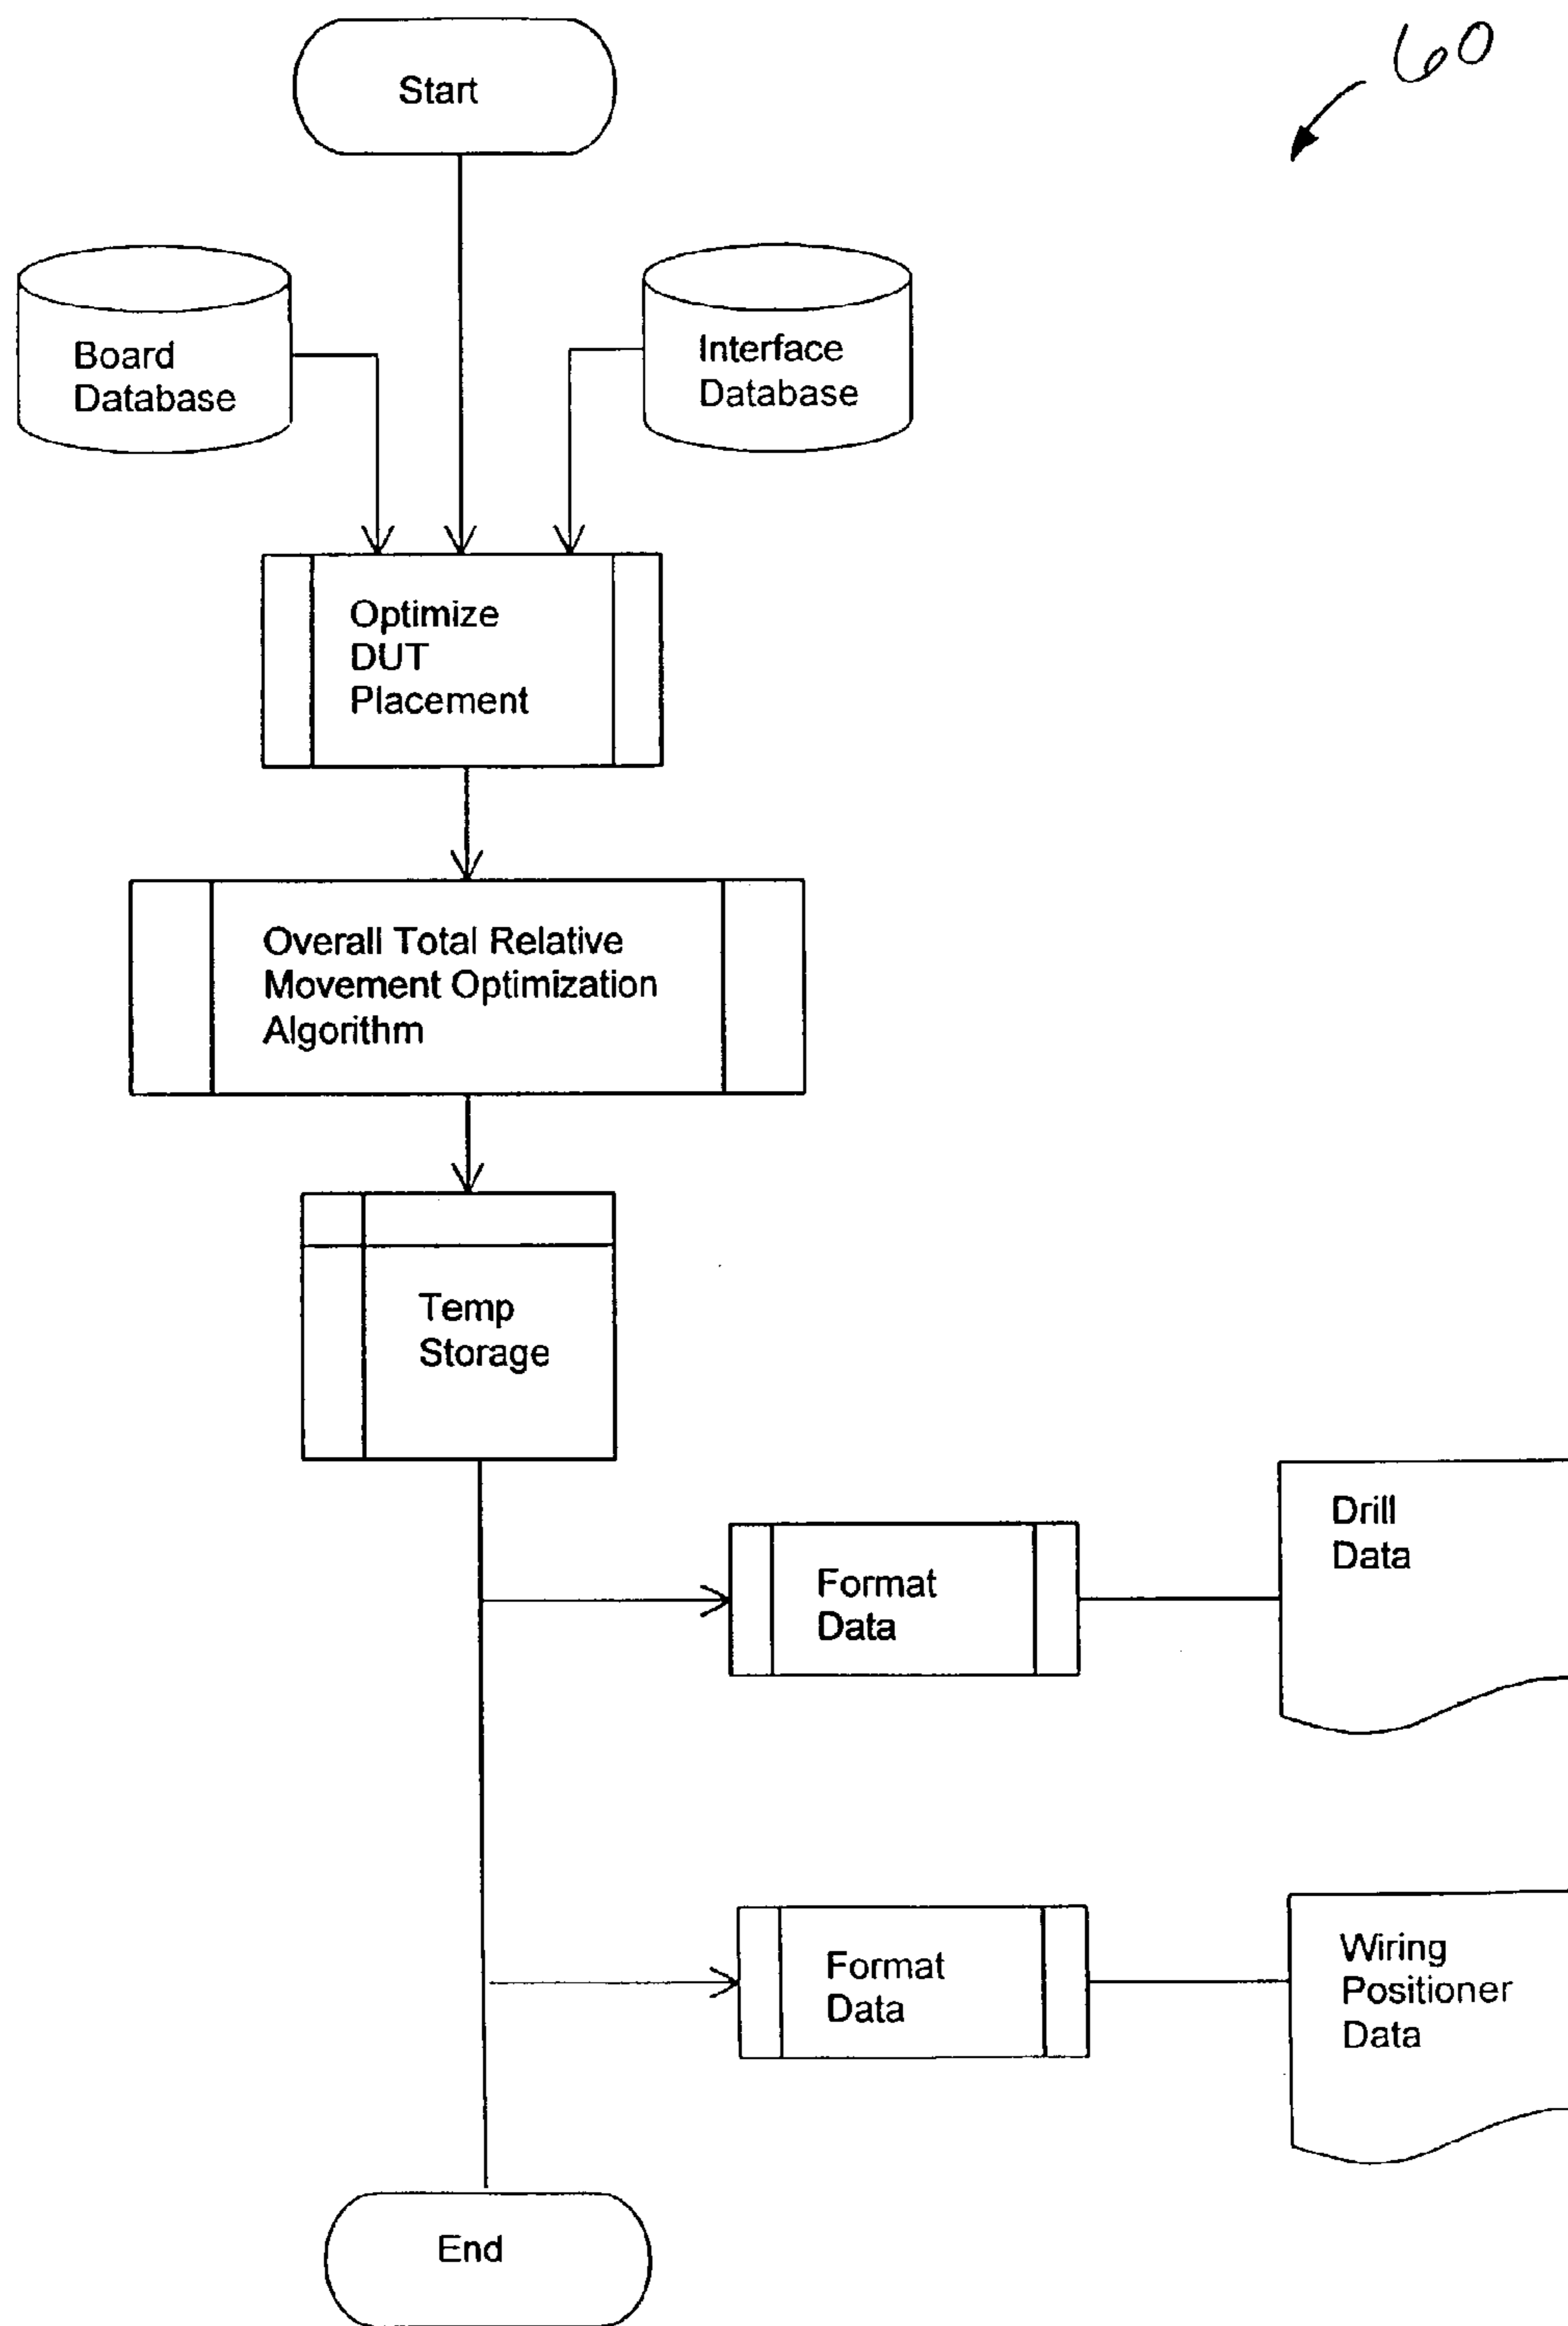 60
Start
Board
Database
Interface
Database
Optimize
DUT
Placement
Overall Total Relative
Movement Optimization
Algorithm
Temp
Storage
Format
Data
Drill
Data
Format
Data
Wiring
Positioner
Data
End